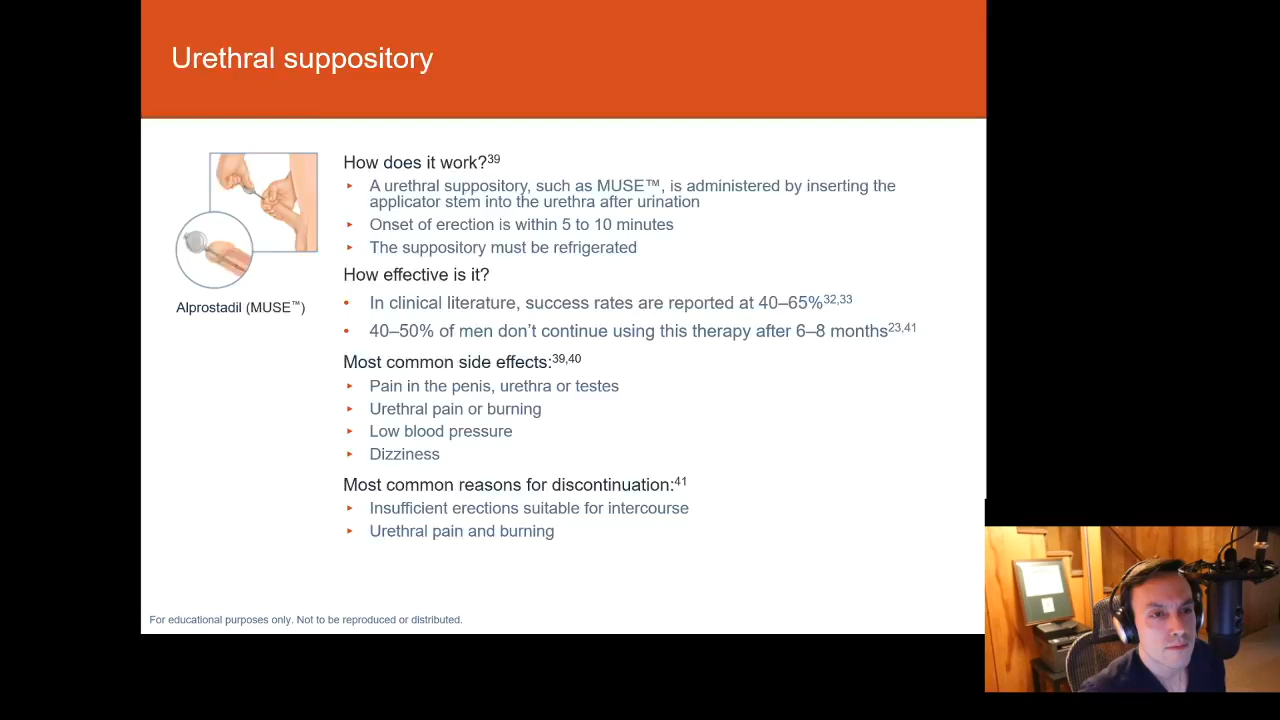 Urethral suppository
How does it work?39
▸ A urethral suppository, such as MUSE™, is administered by inserting the
applicator stem into the urethra after urination
▸ Onset of erection is within 5 to 10 minutes
▸ The suppository must be refrigerated
Alprostadil (MUSE™)
How effective is it?
• In clinical literature, success rates are reported at 40–65%32,33
• 40–50% of men don’t continue using this therapy after 6–8 months23,41
Most common side effects:39,40
▸ Pain in the penis, urethra or testes
▸ Urethral pain or burning
▸ Low blood pressure
▸ Dizziness
Most common reasons for discontinuation:41
▸ Insufficient erections suitable for intercourse
▸ Urethral pain and burning
For educational purposes only. Not to be reproduced or distributed.